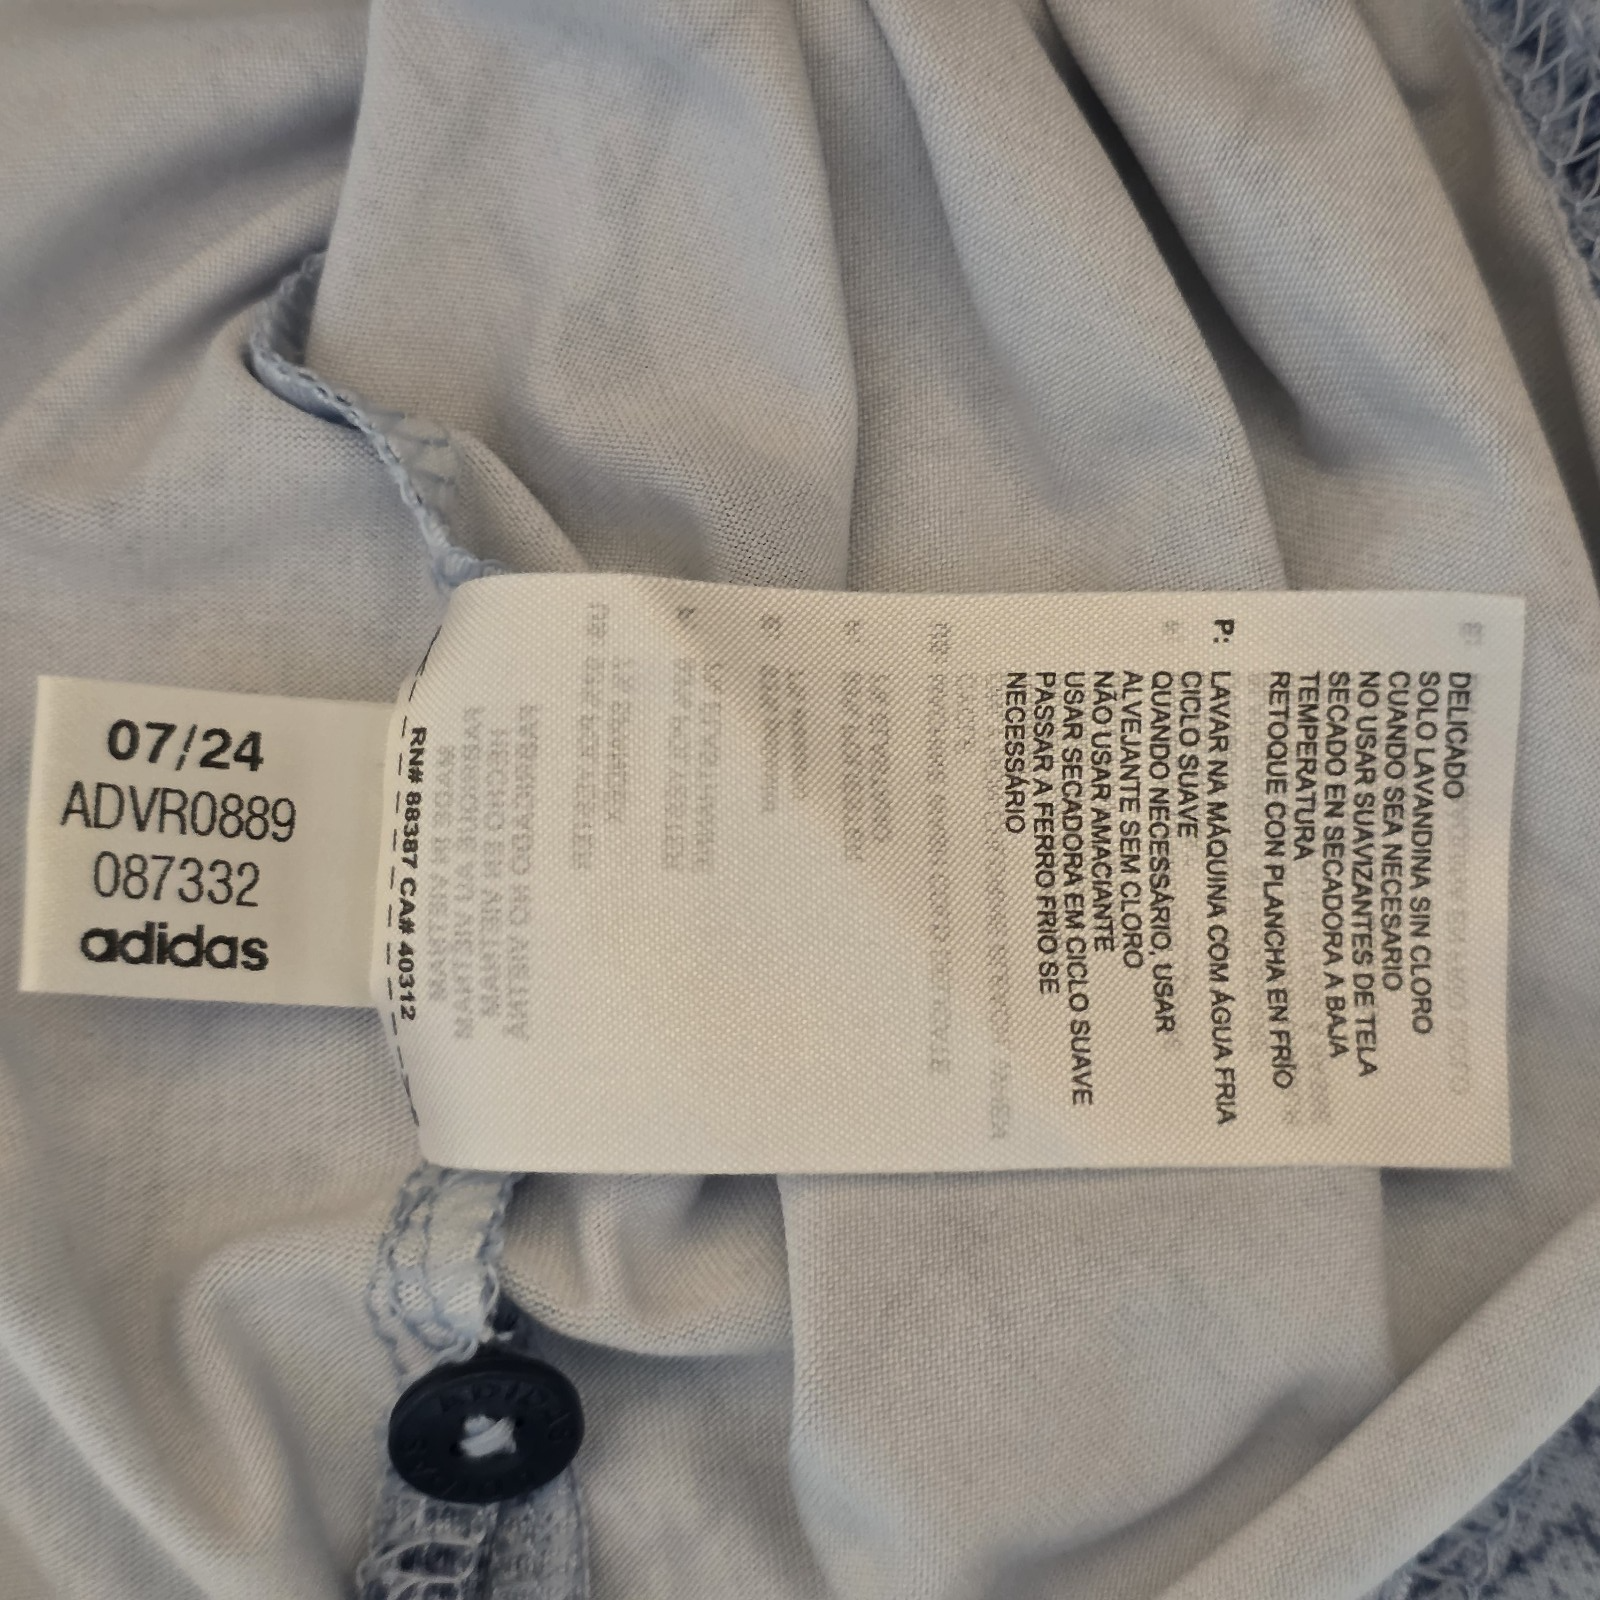 07/24
ADVR0889
087332
adidas
RN# 88387 CA# 40312
DELICADO
SOLO LAVANDINA SIN CLORO
CUANDO SEA NECESARIO
NO USAR SUAVIZANTES DE TELA
SECADO EN SECADORA A BAJA
TEMPERATURA
RETOQUE CON PLANCHA EN FRÍO
P: LAVAR NA MÁQUINA COM ÁGUA FRIA
CICLO SUAVE
QUANDO NECESSÁRIO, USAR
ALVEJANTE SEM CLORO
NÃO USAR AMACIANTE
USAR SECADORA EM CICLO SUAVE
PASSAR A FERRO FRIO SE
NECESSÁRIO